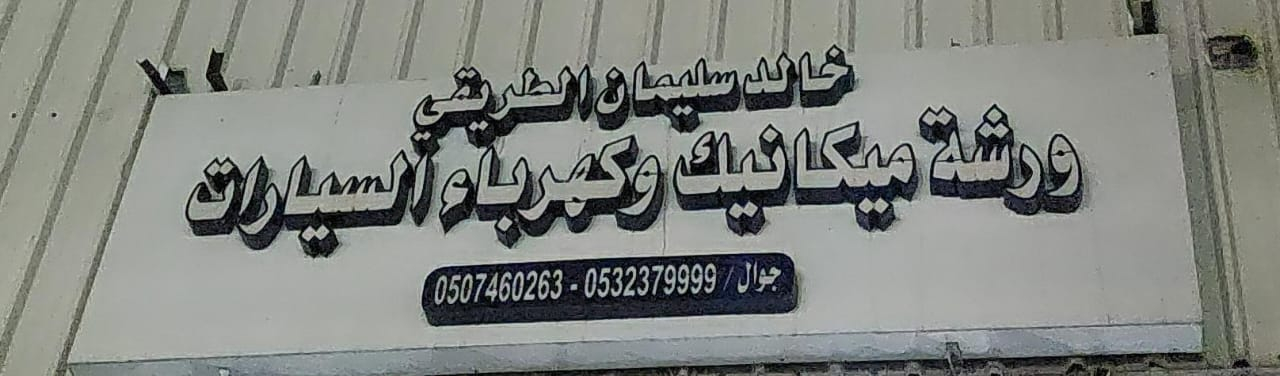 خالد سليمان الطريقي
ورشة ميكانيك وكهرباء السيارات
جوال / 0532379999 - 0507460263